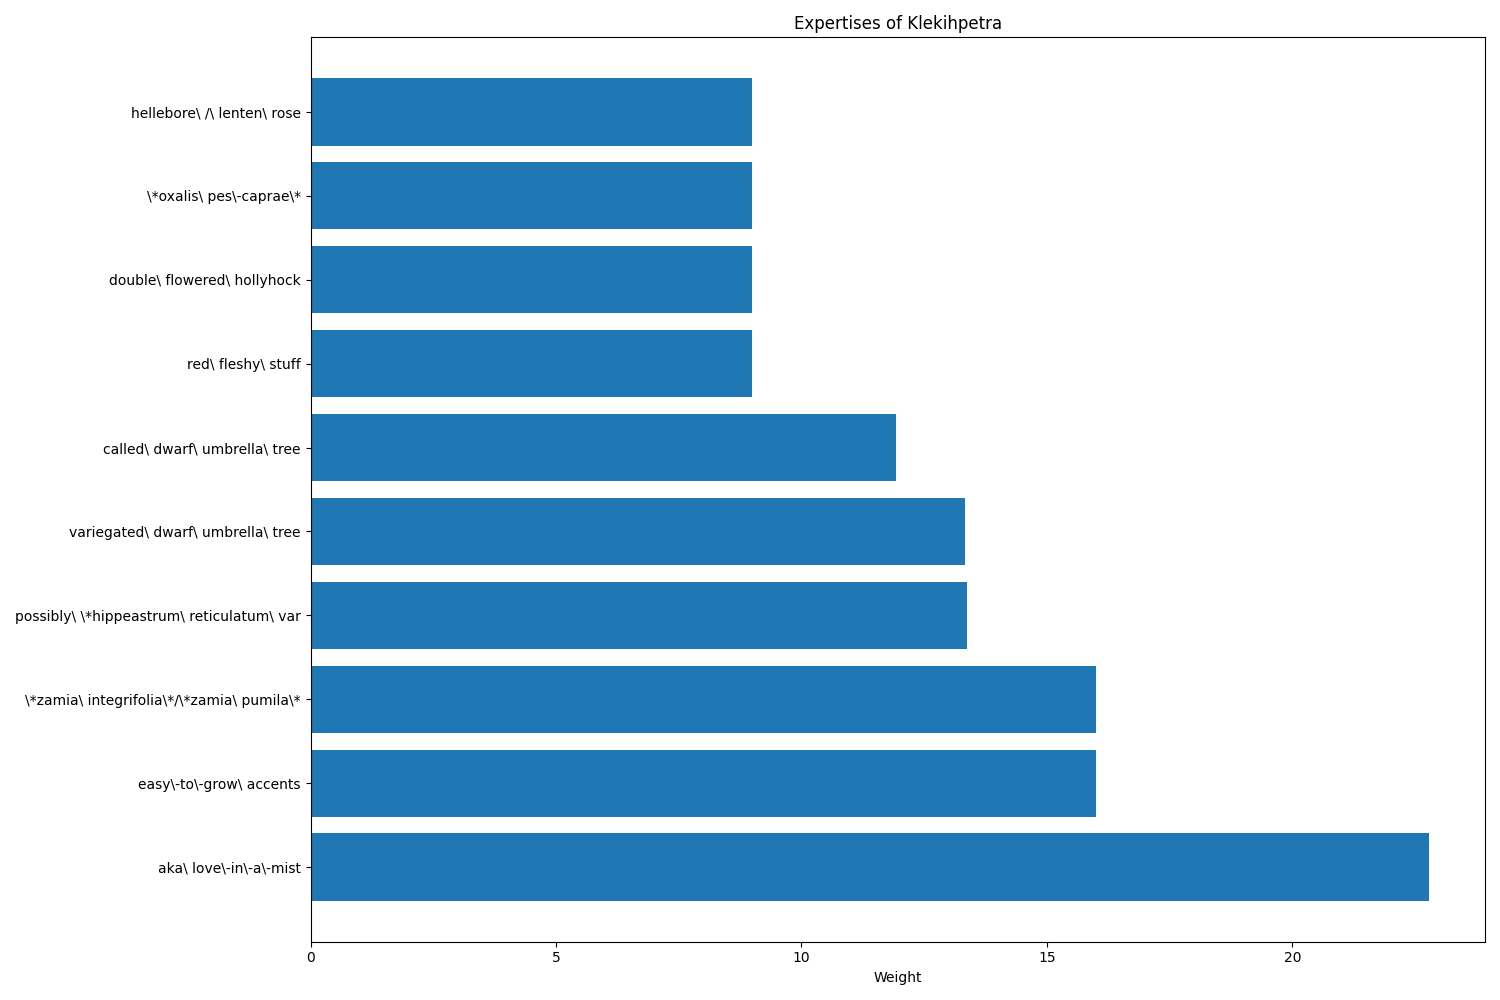 Expertises of Klekihpetra
hellebore\ /\ lenten\ rose
\*oxalis\ pes\-caprae\*
double\ flowered\ hollyhock
red\ fleshy\ stuff
called\ dwarf\ umbrella\ tree
variegated\ dwarf\ umbrella\ tree
possibly\ \*hippeastrum\ reticulatum\ var
\*zamia\ integrifolia\*/\*zamia\ pumila\*
easy\-to\-grow\ accents
aka\ love\-in\-a\-mist
0 5 10 15 20
Weight